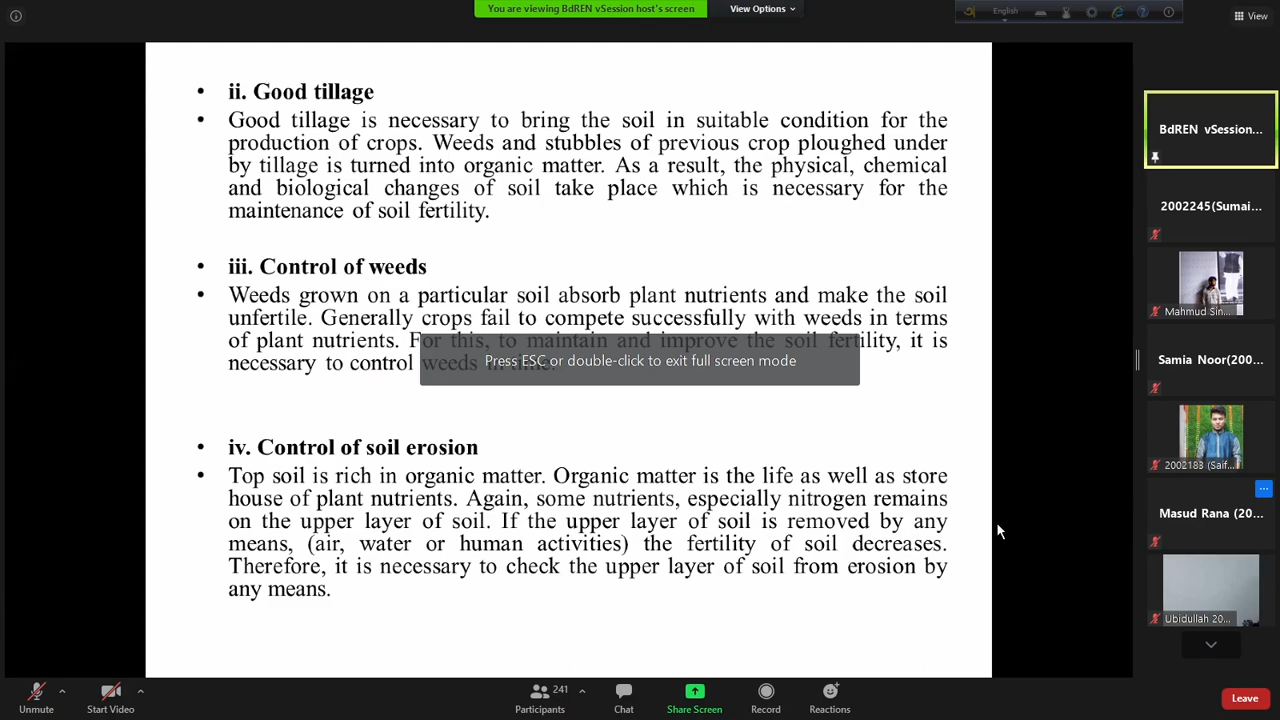 You are viewing BdREN vSession host's screen
View Options
English
View
• ii. Good tillage
• Good tillage is necessary to bring the soil in suitable condition for the
production of crops. Weeds and stubbles of previous crop ploughed under
by tillage is turned into organic matter. As a result, the physical, chemical
and biological changes of soil take place which is necessary for the
maintenance of soil fertility.
• iii. Control of weeds
• Weeds grown on a particular soil absorb plant nutrients and make the soil
unfertile. Generally crops fail to compete successfully with weeds in terms
of plant nutrients. For this, to maintain and improve the soil fertility, it is
necessary to control weeds in time.
Press ESC or double-click to exit full screen mode
• iv. Control of soil erosion
• Top soil is rich in organic matter. Organic matter is the life as well as store
house of plant nutrients. Again, some nutrients, especially nitrogen remains
on the upper layer of soil. If the upper layer of soil is removed by any
means, (air, water or human activities) the fertility of soil decreases.
Therefore, it is necessary to check the upper layer of soil from erosion by
any means.
BdREN vSession...
2002245(Sumai...
Mahmud Sin...
Samia Noor(200...
2002183 (Saif...
Masud Rana (20...
Ubidullah 20...
Unmute
Start Video
241
Participants
Chat
Share Screen
Record
Reactions
Leave